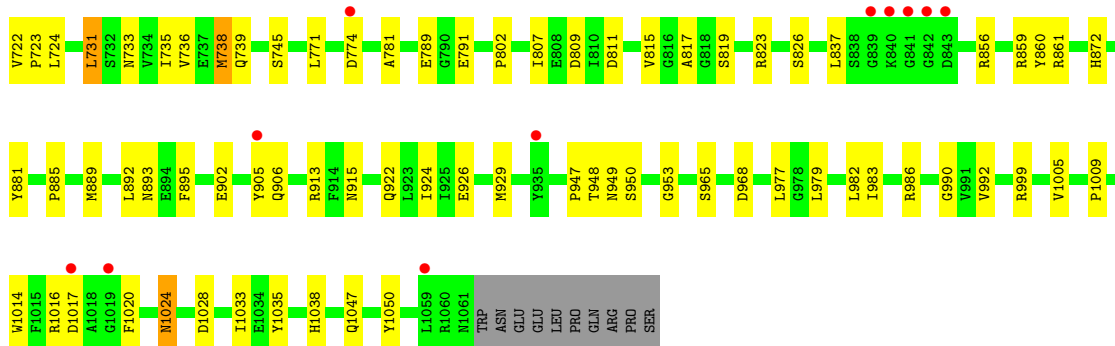 V722 P723 L724 L731 S732 N733 V734 I735 V736 E737 M738 Q739 S745 L771 D774 A781 E789 G790 E791 P802 I807 E808 D809 I810 D811 V815 G816 A817 G818 S819 R823 S826 L837 S838 G839 K840 G841 G842 D843 R856 R859 Y860 R861 H872
Y881 P885 M889 L892 N893 E894 F895 E902 Y905 Q906 R913 F914 N915 Q922 L923 I924 I925 E926 M929 Y935 P947 T948 N949 S950 G953 S965 D968 L977 G978 L979 L982 I983 R986 G990 V991 V992 R999 V1005 P1009
W1014 F1015 R1016 D1017 A1018 G1019 F1020 N1024 D1028 I1033 E1034 Y1035 H1038 Q1047 Y1050 L1059 R1060 N1061 TRP ASN GLU GLU LEU PRO GLN ARG PRO SER